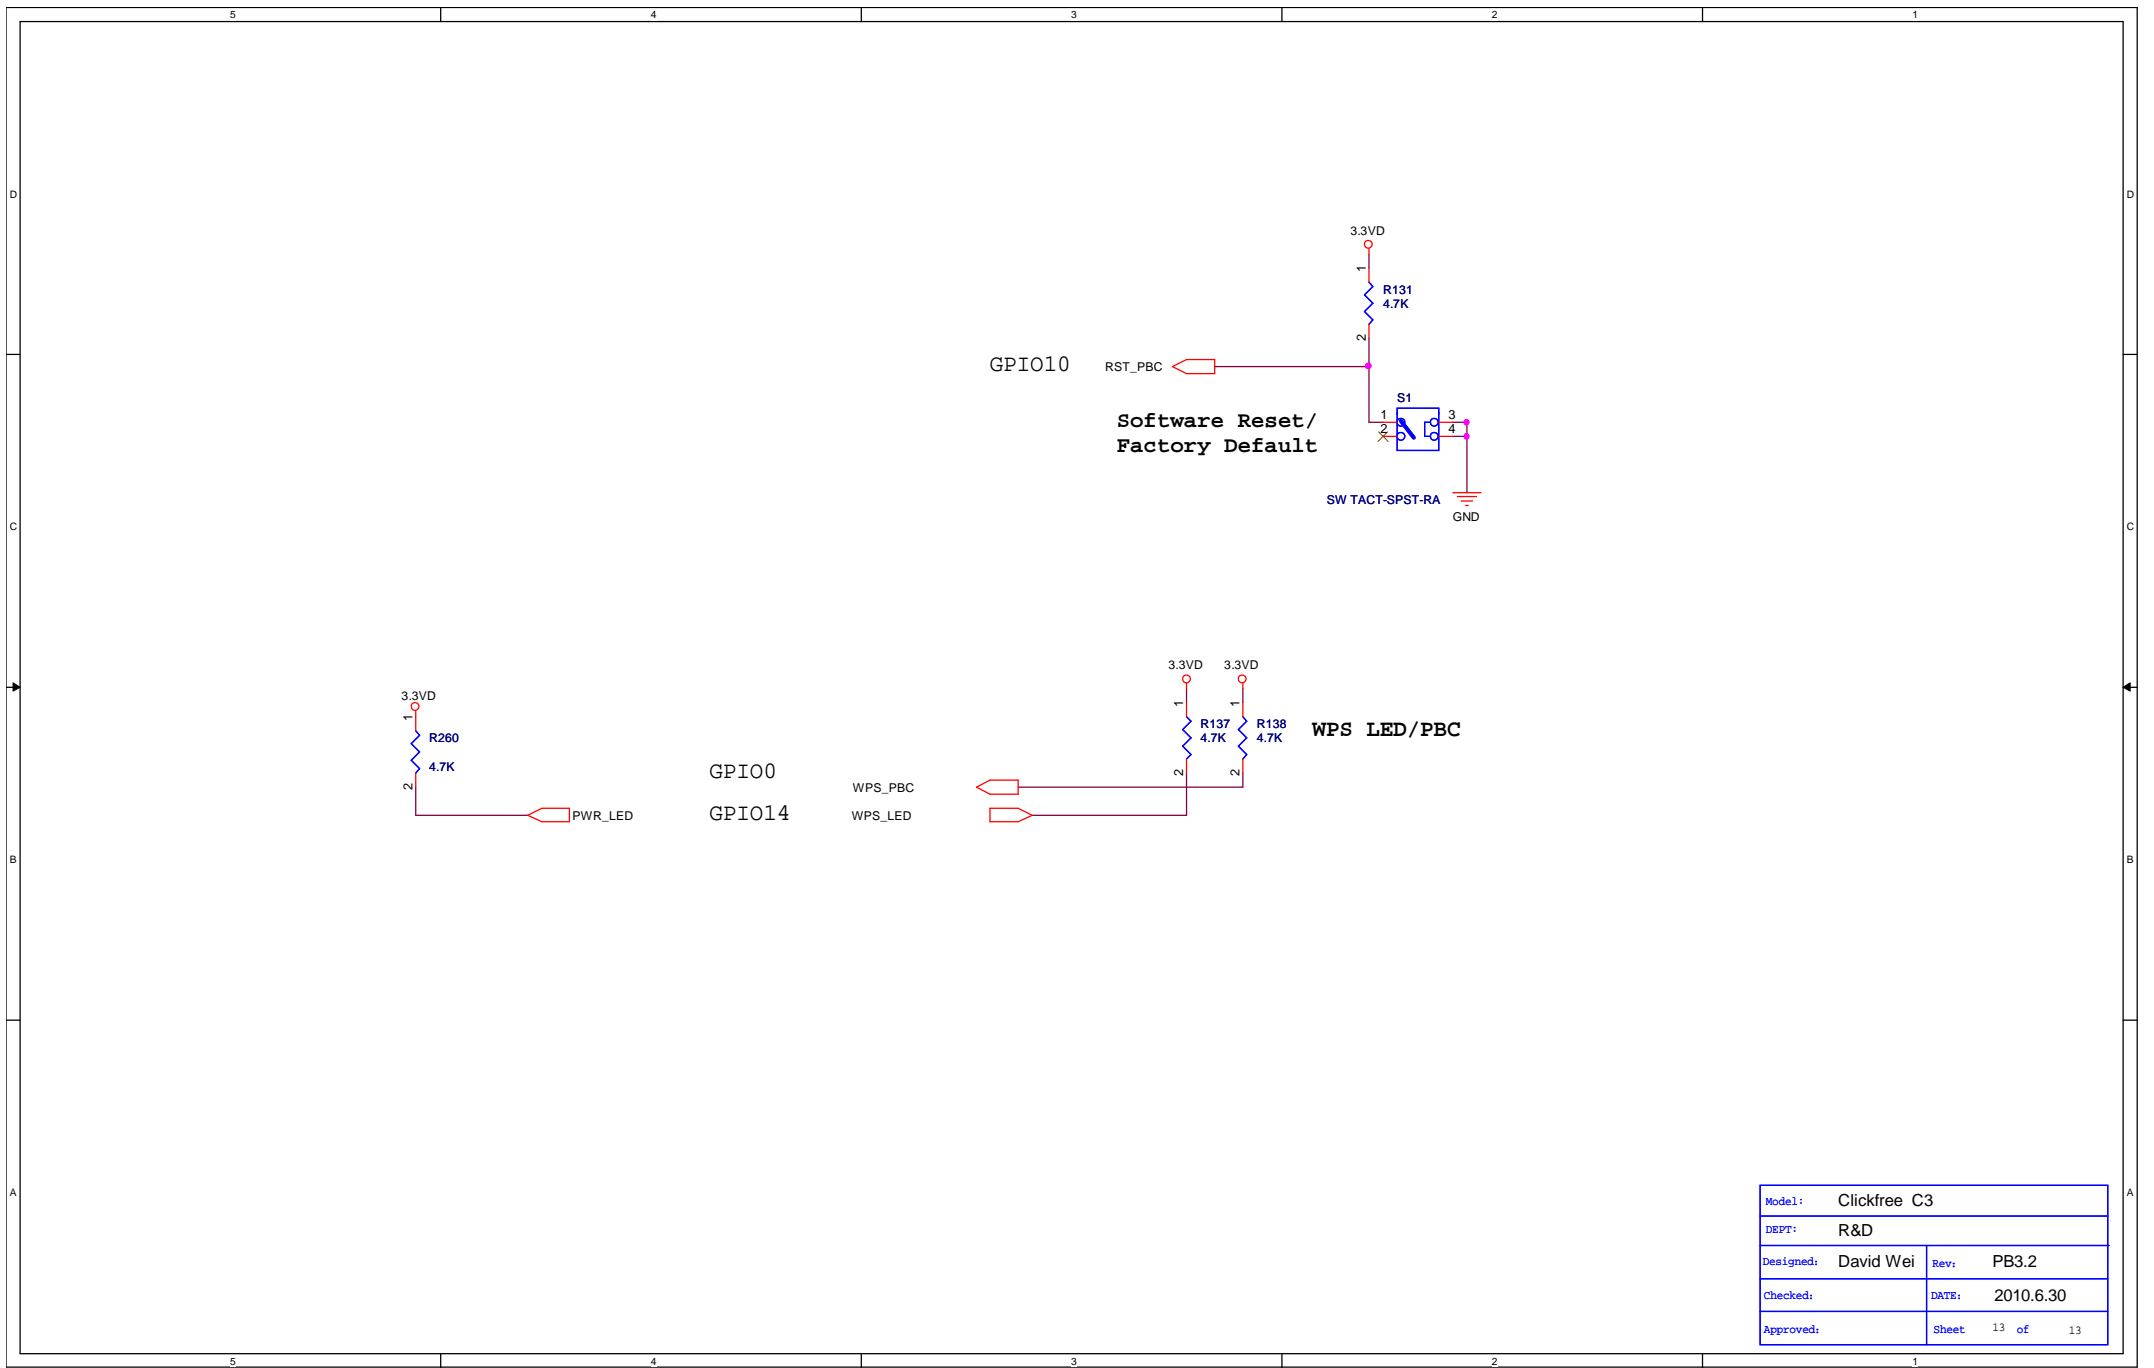 5 4 3 2 1
D D
3.3VD
1
R131
4.7K
2
GPIO10 RST_PBC
S1
1 3
2 4
Software Reset/
Factory Default
SW TACT-SPST-RA
GND
C C
3.3VD 3.3VD
3.3VD
1 1 1
R137 R138 WPS LED/PBC
4.7K 4.7K
R260
4.7K
2 2 2
GPIO0 WPS_PBC
PWR_LED GPIO14 WPS_LED
B B
A A
Model: Clickfree C3
DEPT: R&D
Designed: David Wei Rev: PB3.2
Checked: DATE: 2010.6.30
Approved: Sheet 13 of 13
5 4 3 2 1